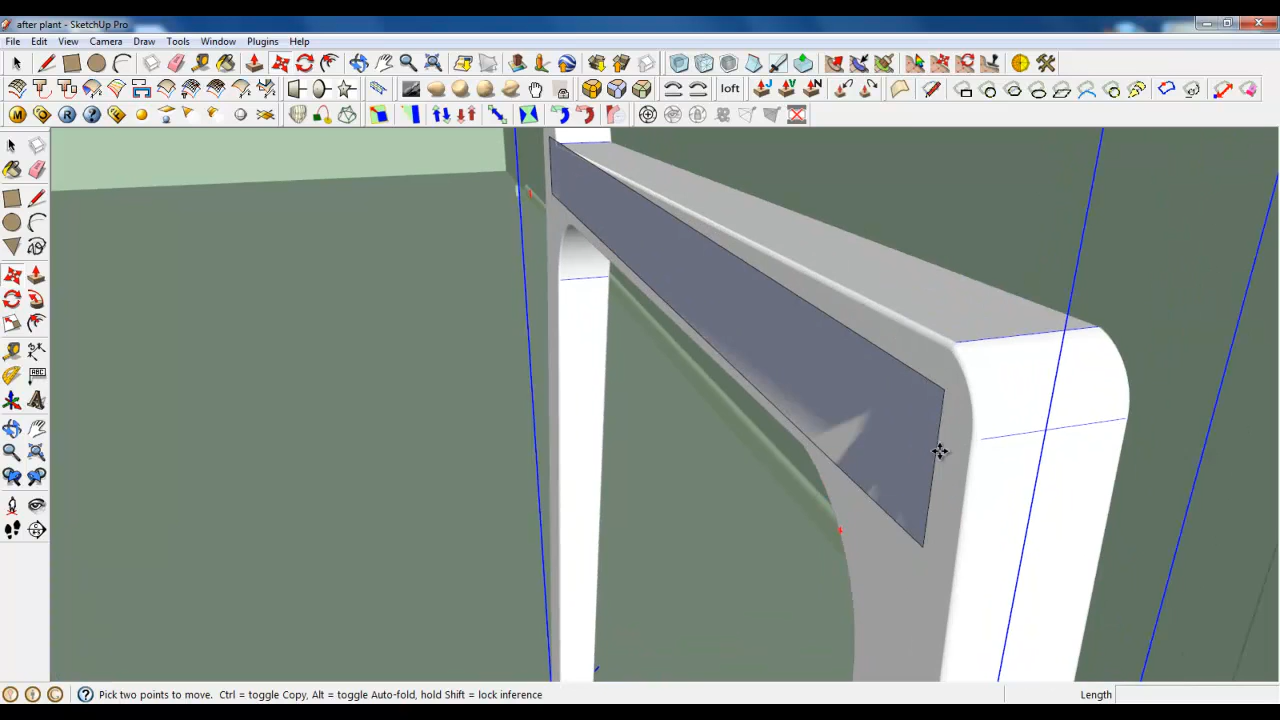 after plant - SketchUp Pro
File Edit View Camera Draw Tools Window Plugins Help
loft
M O R ? E
ABC
Pick two points to move. Ctrl = toggle Copy, Alt = toggle Auto-fold, hold Shift = lock inference
Length